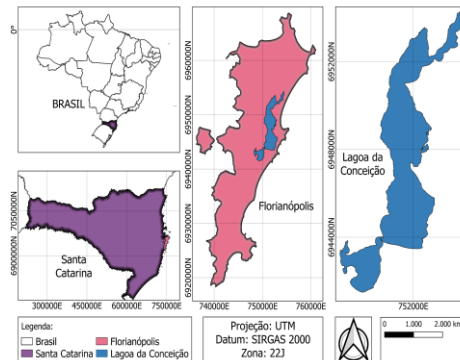 0°
BRASIL
7050000N
6900000N
Santa
Catarina
300000E
450000E
600000E
750000E
6960000N
6950000N
6940000N
6930000N
6920000N
Florianópolis
740000E
750000E
760000E
6952000N
6948000N
6944000N
Lagoa da
Conceição
752000E
Legenda:
Brasil
Florianópolis
Santa Catarina
Lagoa da Conceição
Projeção: UTM
Datum: SIRGAS 2000
Zona: 22J
0
1.000
2.000 km